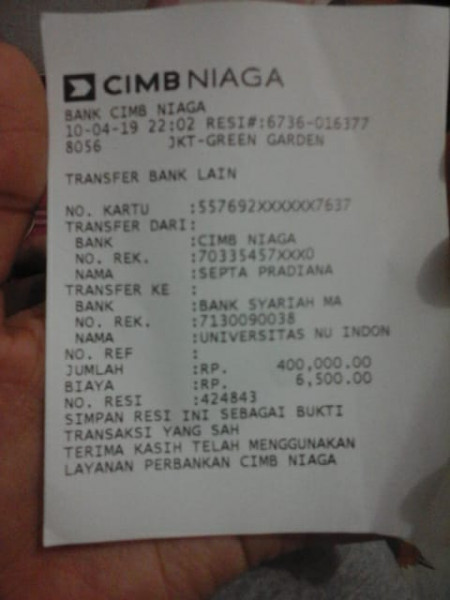 CIMB NIAGA
BANK CIMB NIAGA
10-04-19 22:02 RESI#:6736-016377
8056 JKT-GREEN GARDEN
TRANSFER BANK LAIN
NO. KARTU :557692XXXXXX7637
TRANSFER DARI:
BANK :CIMB NIAGA
NO. REK. :70335457XXX0
NAMA :SEPTA PRADIANA
TRANSFER KE :
BANK :BANK SYARIAH MA
NO. REK. :7130090038
NAMA :UNIVERSITAS NU INDON
NO. REF :
JUMLAH :RP. 400,000.00
BIAYA :RP. 6,500.00
NO. RESI :424843
SIMPAN RESI INI SEBAGAI BUKTI
TRANSAKSI YANG SAH
TERIMA KASIH TELAH MENGGUNAKAN
LAYANAN PERBANKAN CIMB NIAGA